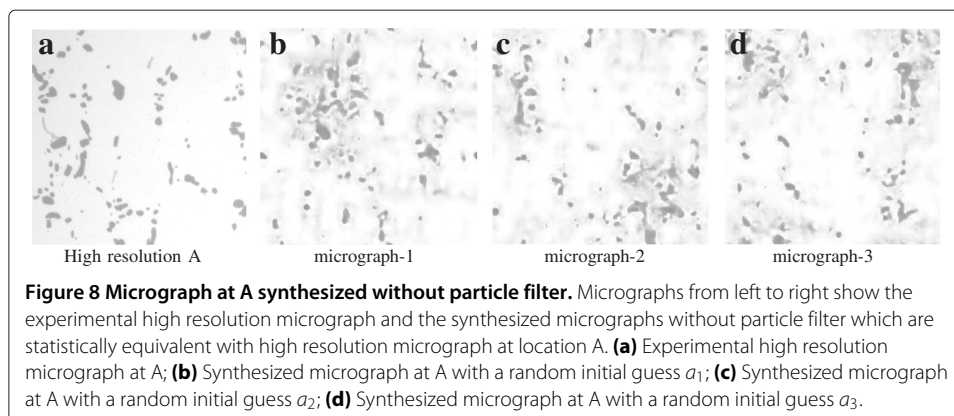 a b c d
High resolution A micrograph-1 micrograph-2 micrograph-3
Figure 8 Micrograph at A synthesized without particle filter. Micrographs from left to right show the
experimental high resolution micrograph and the synthesized micrographs without particle filter which are
statistically equivalent with high resolution micrograph at location A. (a) Experimental high resolution
micrograph at A; (b) Synthesized micrograph at A with a random initial guess a₁; (c) Synthesized micrograph
at A with a random initial guess a₂; (d) Synthesized micrograph at A with a random initial guess a₃.